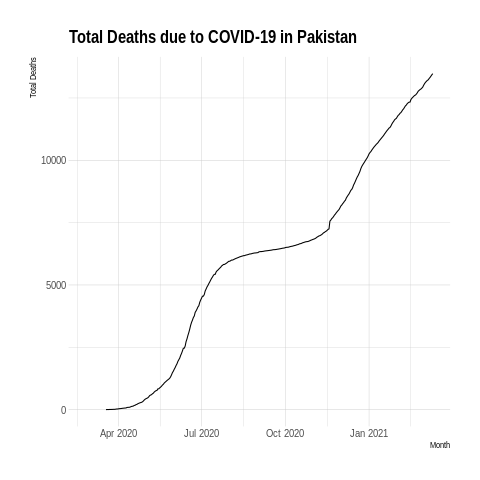 Total Deaths due to COVID-19 in Pakistan
Total Deaths
10000
5000
0
Apr 2020 Jul 2020 Oct 2020 Jan 2021
Month